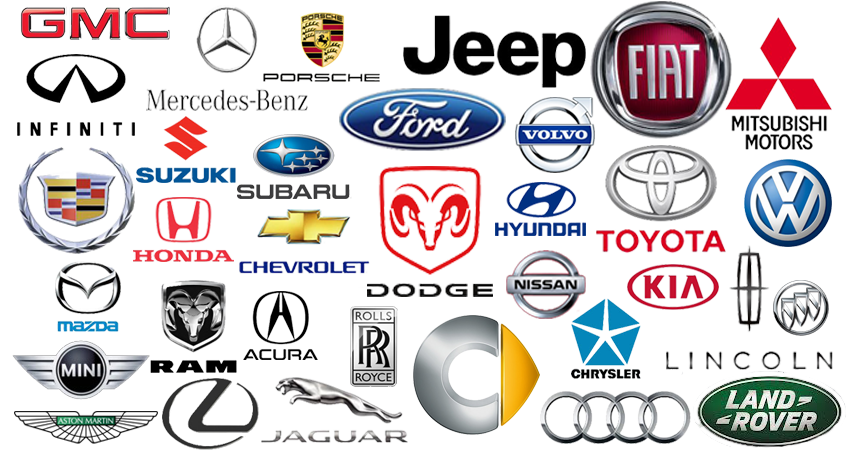 GMC
Mercedes-Benz
PORSCHE
PORSCHE
Jeep
FIAT
MITSUBISHI
MOTORS
INFINITI
SUZUKI
SUBARU
Ford
VOLVO
TOYOTA
HONDA
CHEVROLET
DODGE
HYUNDAI
NISSAN
KIA
mazda
RAM
ACURA
ROLLS
RR
ROYCE
CHRYSLER
LINCOLN
MINI
ASTON MARTIN
JAGUAR
LAND-
-ROVER